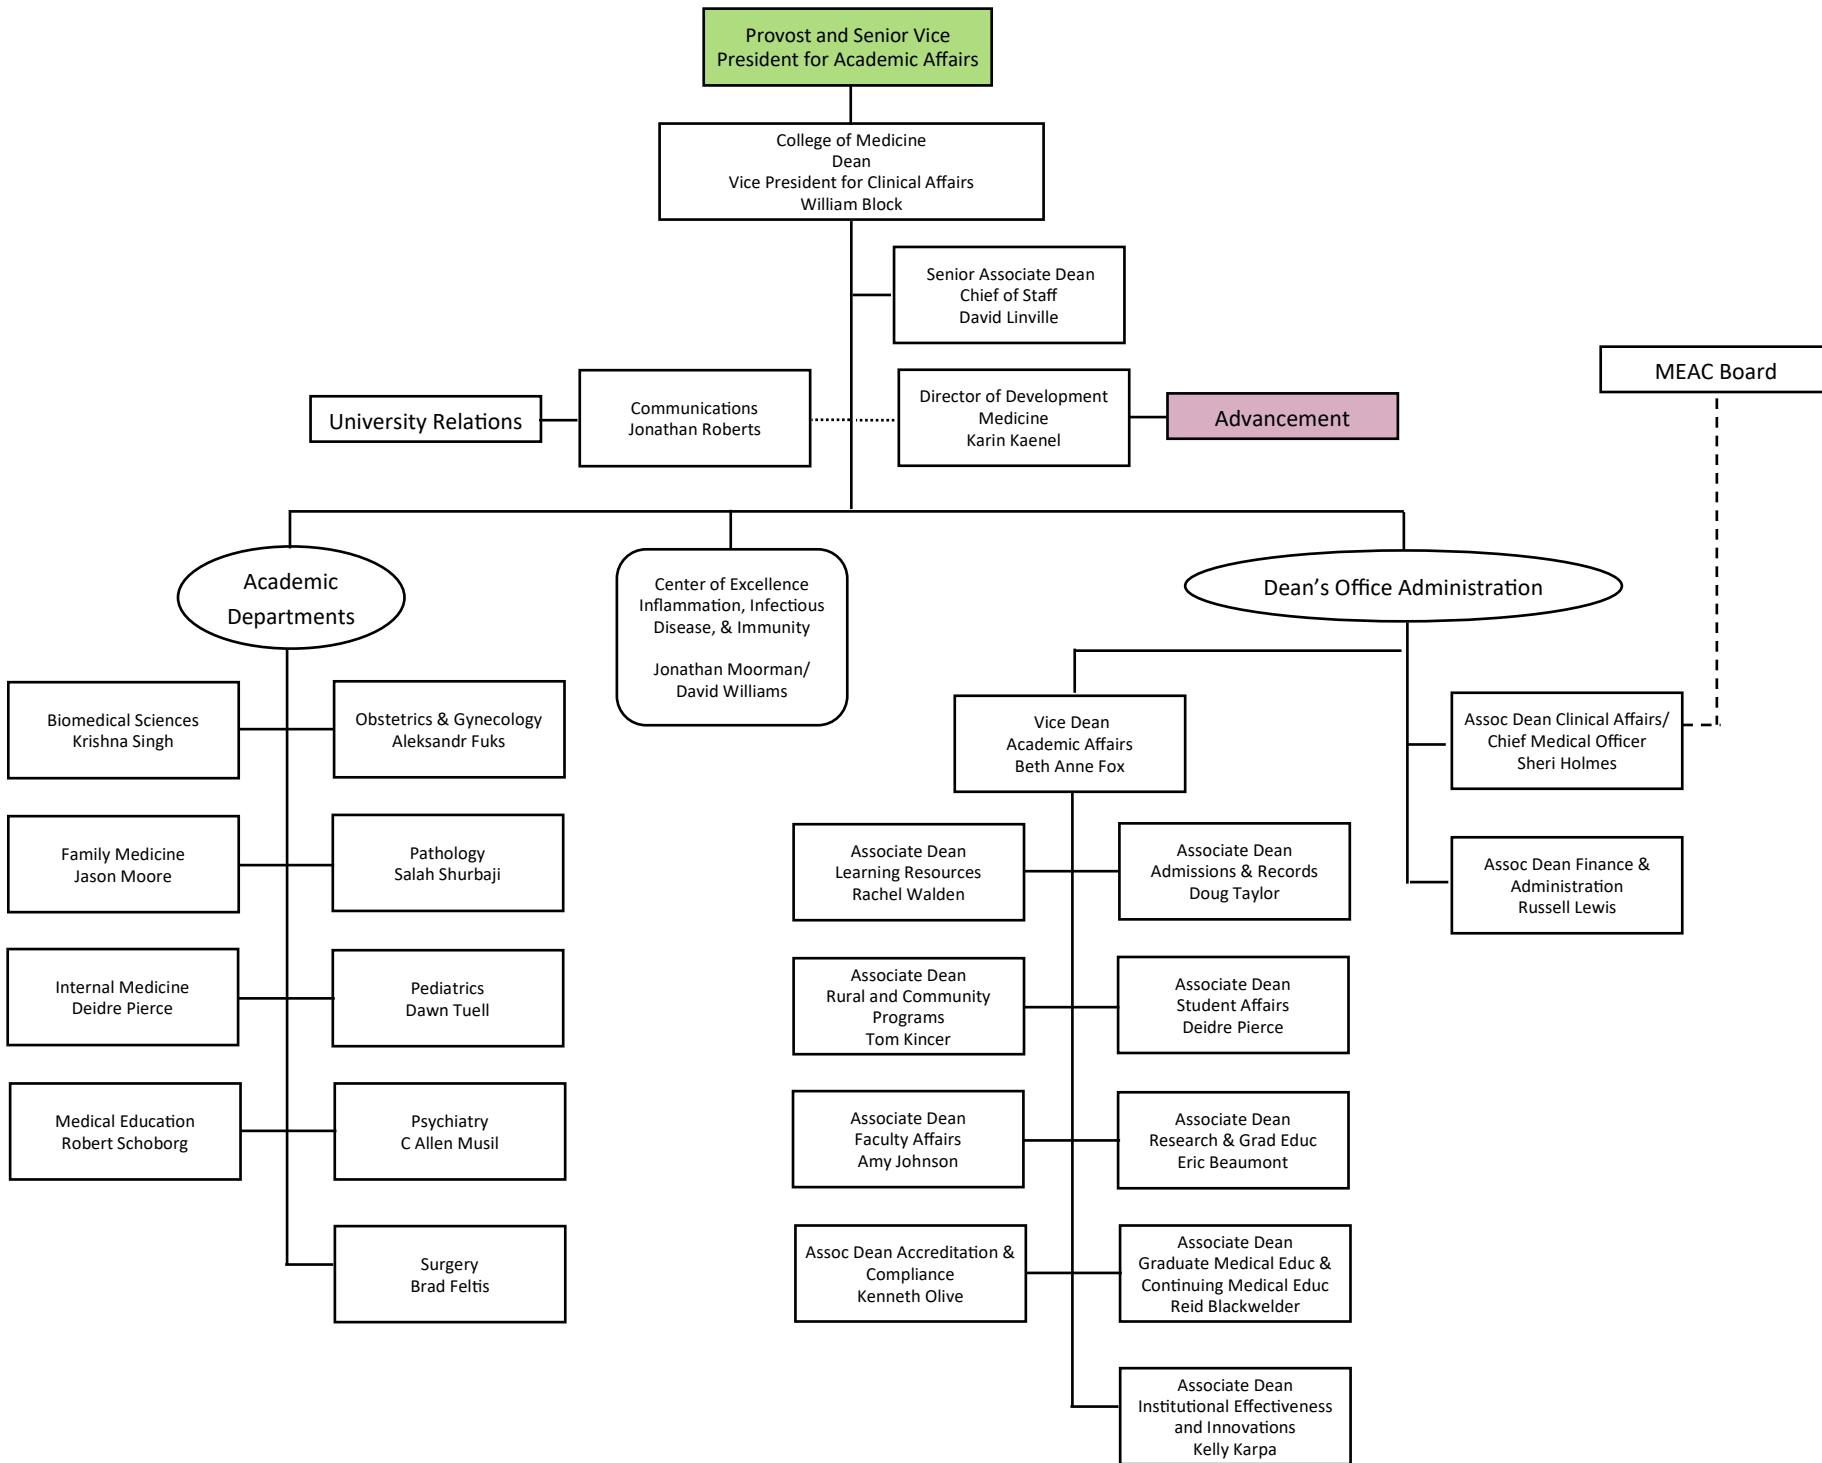 Provost and Senior Vice
President for Academic Affairs
College of Medicine
Dean
Vice President for Clinical Affairs
William Block
Senior Associate Dean
Chief of Staff
David Linville
MEAC Board
University Relations
Communications
Jonathan Roberts
Director of Development
Medicine
Karin Kaenel
Advancement
Academic
Departments
Center of Excellence
Inflammation, Infectious
Disease, & Immunity
Jonathan Moorman/
David Williams
Dean's Office Administration
Biomedical Sciences
Krishna Singh
Obstetrics & Gynecology
Aleksandr Fuks
Family Medicine
Jason Moore
Pathology
Salah Shurbaji
Internal Medicine
Deidre Pierce
Pediatrics
Dawn Tuell
Medical Education
Robert Schoborg
Psychiatry
C Allen Musil
Surgery
Brad Feltis
Vice Dean
Academic Affairs
Beth Anne Fox
Assoc Dean Clinical Affairs/
Chief Medical Officer
Sheri Holmes
Assoc Dean Finance &
Administration
Russell Lewis
Associate Dean
Learning Resources
Rachel Walden
Associate Dean
Admissions & Records
Doug Taylor
Associate Dean
Rural and Community
Programs
Tom Kincer
Associate Dean
Student Affairs
Deidre Pierce
Associate Dean
Faculty Affairs
Amy Johnson
Associate Dean
Research & Grad Educ
Eric Beaumont
Assoc Dean Accreditation &
Compliance
Kenneth Olive
Associate Dean
Graduate Medical Educ &
Continuing Medical Educ
Reid Blackwelder
Associate Dean
Institutional Effectiveness
and Innovations
Kelly Karpa